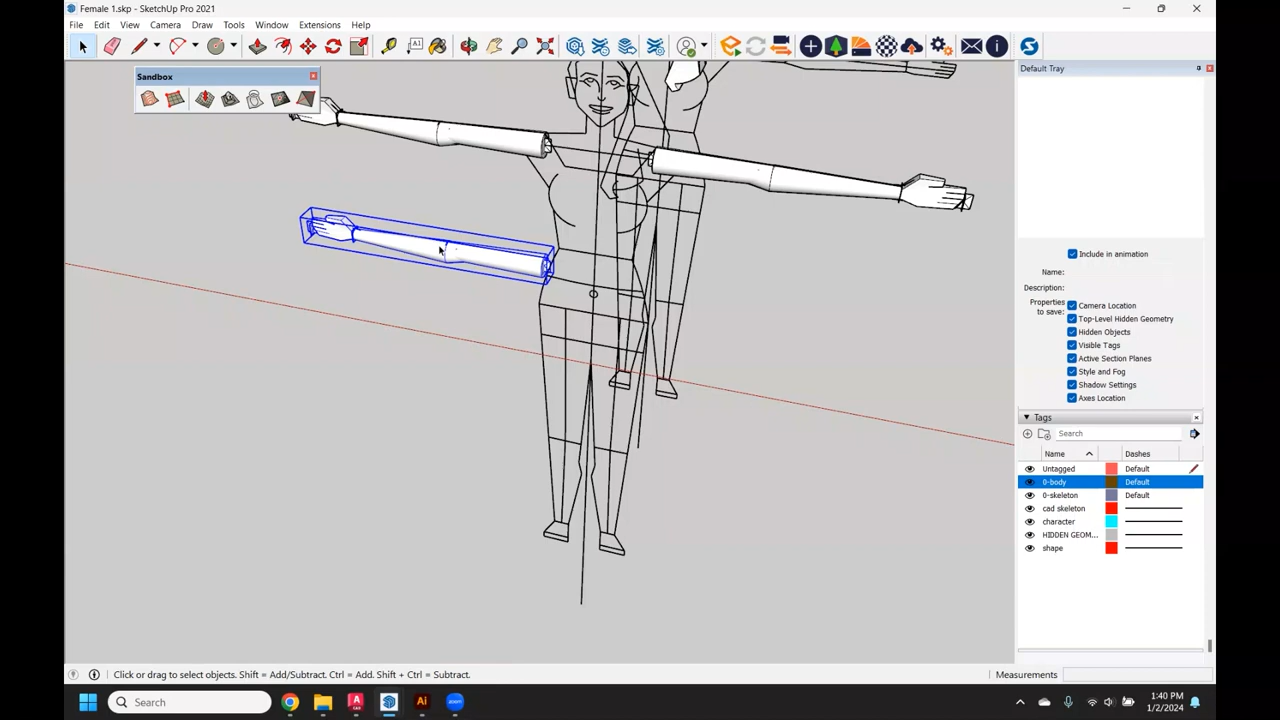 Female 1.skp - SketchUp Pro 2021
File Edit View Camera Draw Tools Window Extensions Help
Sandbox
Default Tray
Include in animation
Name:
Description:
Properties to save:
Camera Location
Top-Level Hidden Geometry
Hidden Objects
Visible Tags
Active Section Planes
Style and Fog
Shadow Settings
Axes Location
Tags
Search
Name Dashes
Untagged Default
0-body Default
0-skeleton Default
cad skeleton
character
HIDDEN GEOM...
shape
Click or drag to select objects. Shift = Add/Subtract. Ctrl = Add. Shift + Ctrl = Subtract.
Measurements
Search
A
CAD
Ai
zoom
1:40 PM
1/2/2024